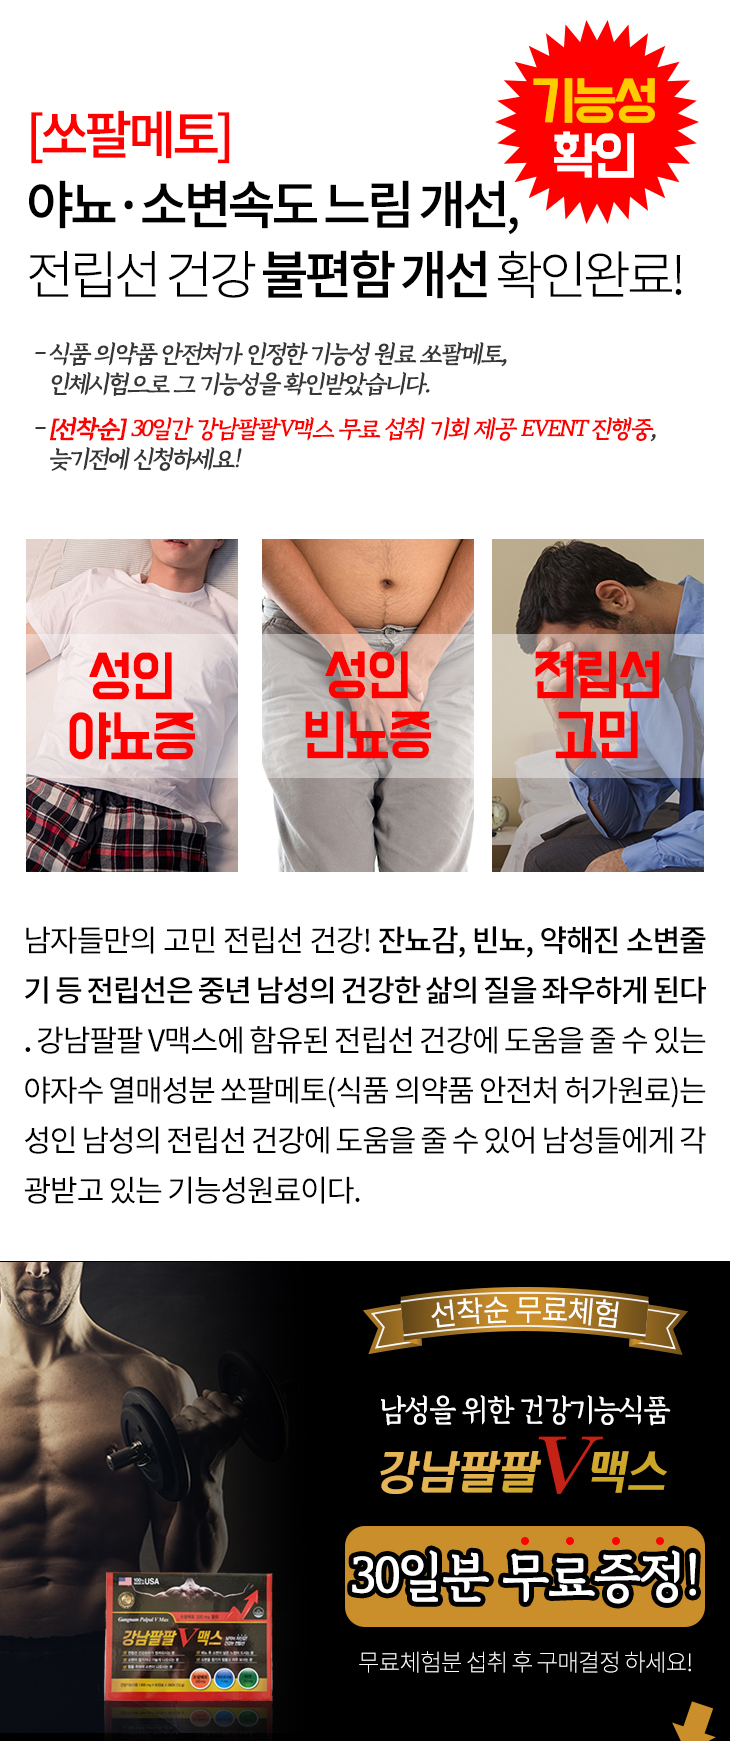 기능성
확인
[쏘팔메토]
야뇨·소변속도 느림 개선,
전립선 건강 불편함 개선 확인완료!
- 식품 의약품 안전처가 인정한 기능성 원료 쏘팔메토,
인체시험으로 그 기능성을 확인받았습니다.
- [선착순] 30일간 강남팔팔V맥스 무료 섭취 기회 제공 EVENT 진행중,
늦기전에 신청하세요!
성인
야뇨증
성인
빈뇨증
전립선
고민
남자들만의 고민 전립선 건강! 잔뇨감, 빈뇨, 약해진 소변줄
기 등 전립선은 중년 남성의 건강한 삶의 질을 좌우하게 된다
. 강남팔팔 V맥스에 함유된 전립선 건강에 도움을 줄 수 있는
야자수 열매성분 쏘팔메토(식품 의약품 안전처 허가원료)는
성인 남성의 전립선 건강에 도움을 줄 수 있어 남성들에게 각
광받고 있는 기능성원료이다.
선착순 무료체험
남성을 위한 건강기능식품
강남팔팔V맥스
30일분 무료증정!
무료체험분 섭취 후 구매결정 하세요!
USA
Gangnam Palpal V Max
강남팔팔V맥스